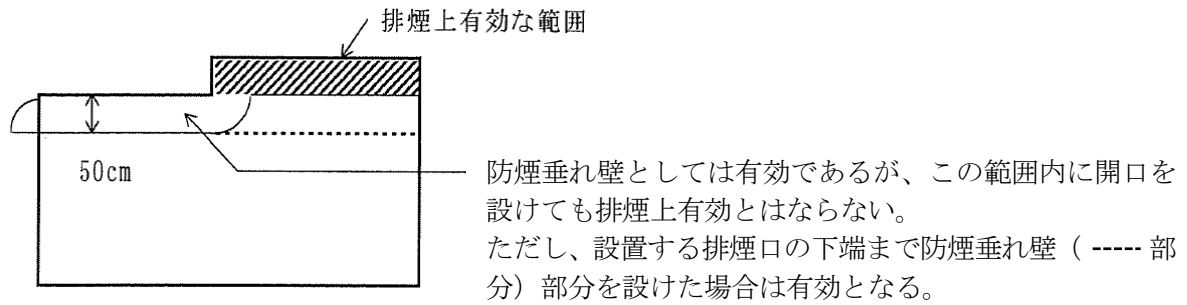 排煙上有効な範囲
50cm
防煙垂れ壁としては有効であるが、この範囲内に開口を
設けても排煙上有効とはならない。
ただし、設置する排煙口の下端まで防煙垂れ壁（ ----- 部
分）部分を設けた場合は有効となる。